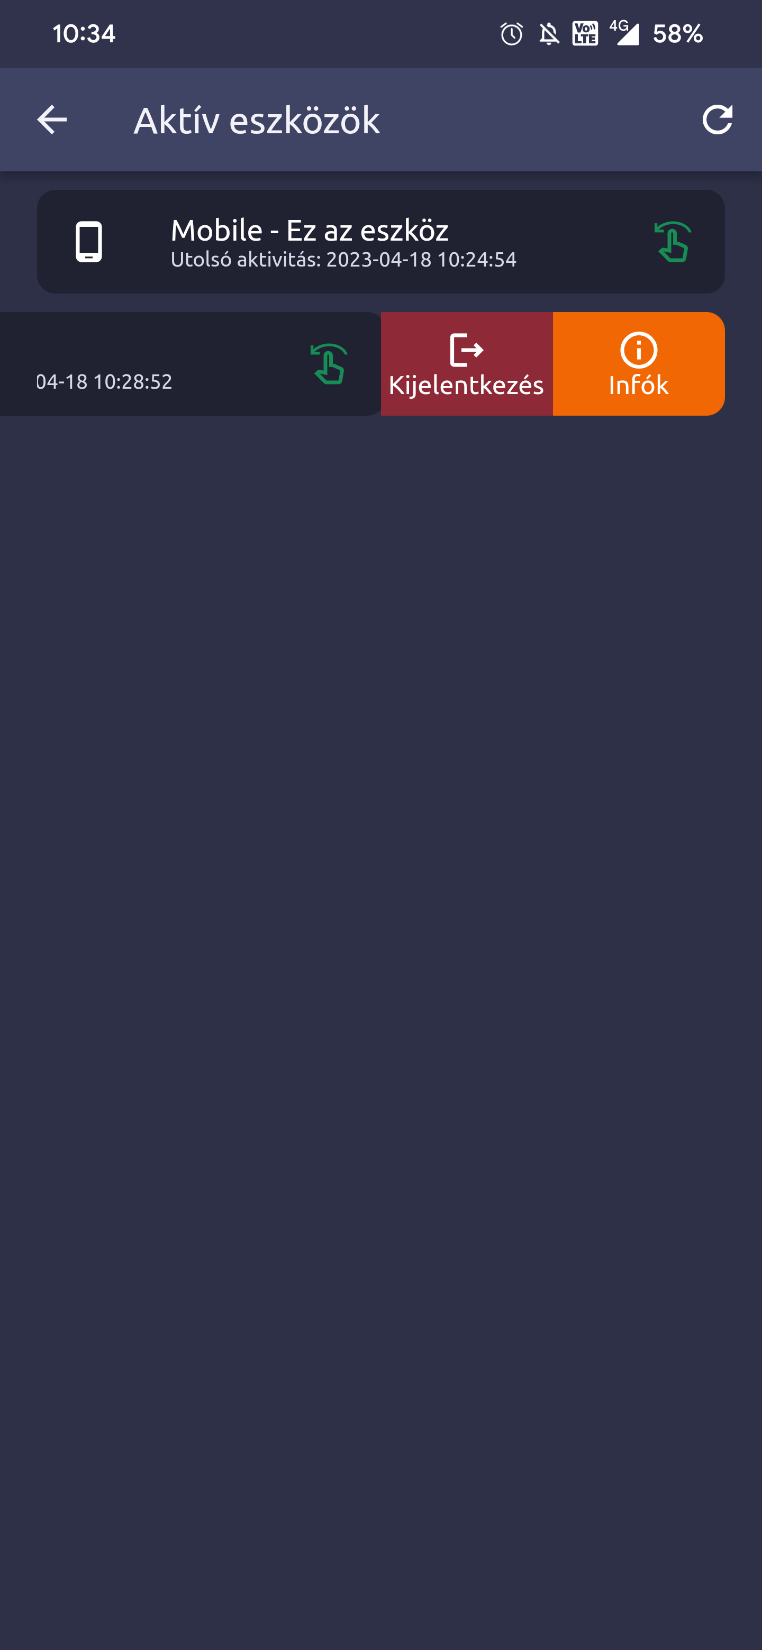 10:34
VoLTE 4G 58%
Aktív eszközök
Mobile - Ez az eszköz
Utolsó aktivitás: 2023-04-18 10:24:54
04-18 10:28:52
Kijelentkezés
Infók